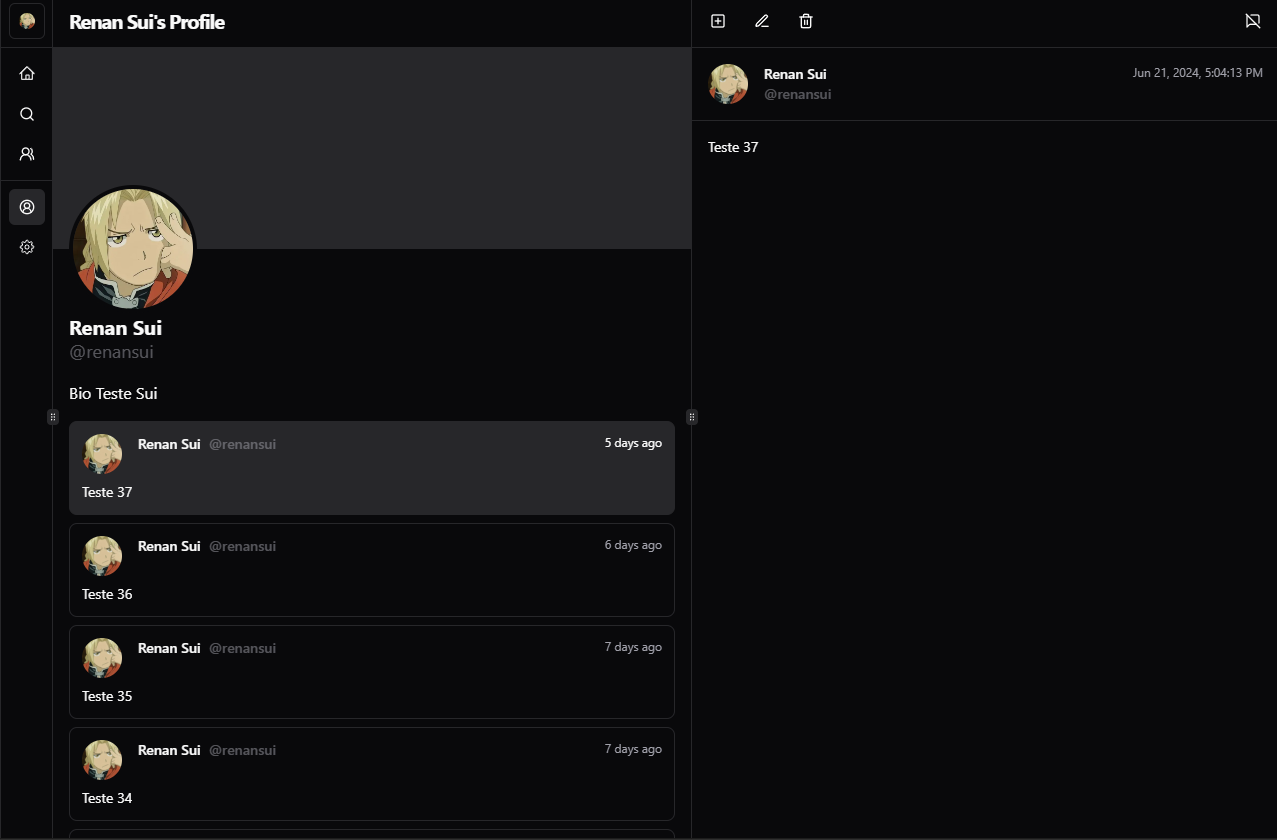 Renan Sui's Profile
Renan Sui
@renansui
Bio Teste Sui
Renan Sui @renansui 5 days ago
Teste 37
Renan Sui @renansui 6 days ago
Teste 36
Renan Sui @renansui 7 days ago
Teste 35
Renan Sui @renansui 7 days ago
Teste 34
Renan Sui Jun 21, 2024, 5:04:13 PM
@renansui
Teste 37